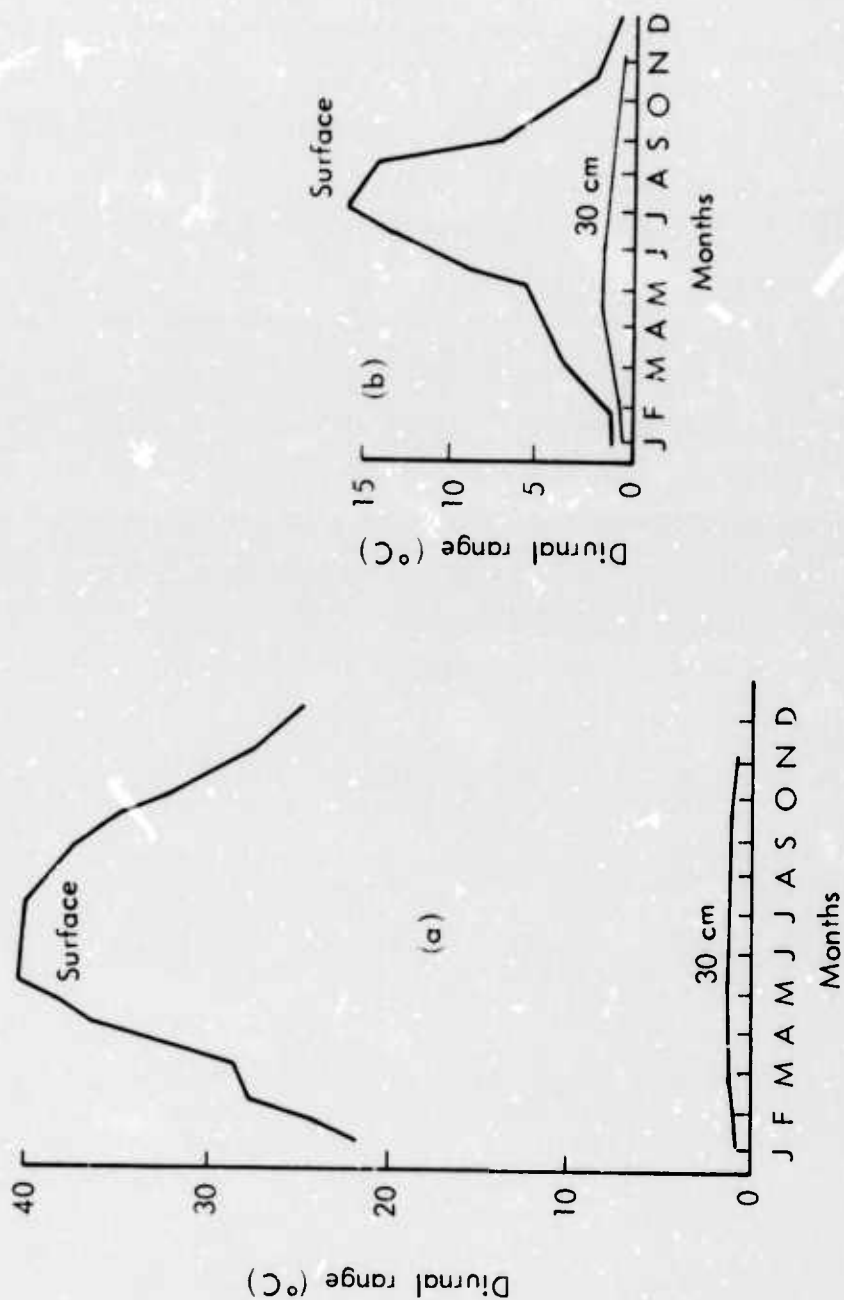 40
30
20
10
0
Diurnal range (°C)
Surface
(a)
30 cm
J F M A M J J A S O N D
Months
15
10
5
0
Diurnal range (°C)
(b)
Surface
30 cm
J F M A M J J A S O N D
Months